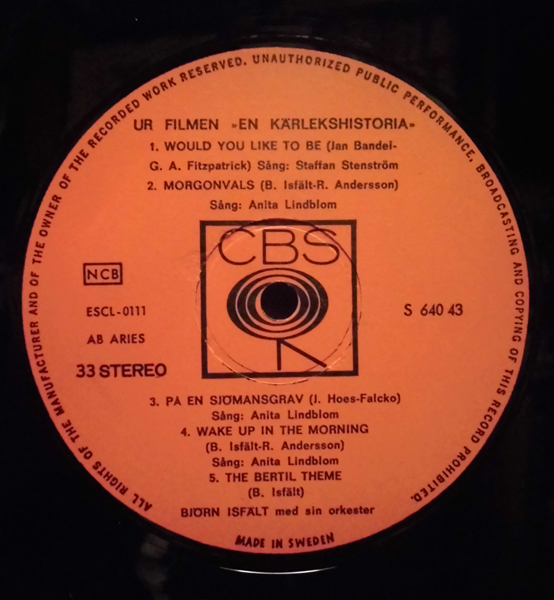 ALL RIGHTS OF THE MANUFACTURER AND OF THE OWNER OF THE RECORDED WORK RESERVED. UNAUTHORIZED PUBLIC PERFORMANCE, BROADCASTING AND COPYING OF THIS RECORD PROHIBITED.
UR FILMEN »EN KÄRLEKSHISTORIA»
1. WOULD YOU LIKE TO BE (Jan Bandel-
G. A. Fitzpatrick) Sång: Staffan Stenström
2. MORGONVALS (B. Isfält-R. Andersson)
Sång: Anita Lindblom
CBS
NCB
ESCL-0111
AB ARIES
33 STEREO
S 640 43
3. PÅ EN SJÖMANSGRAV (J. Hoes-Falcko)
Sång: Anita Lindblom
4. WAKE UP IN THE MORNING
(B. Isfält-R. Andersson)
Sång: Anita Lindblom
5. THE BERTIL THEME
(B. Isfält)
BJÖRN ISFÄLT med sin orkester
MADE IN SWEDEN